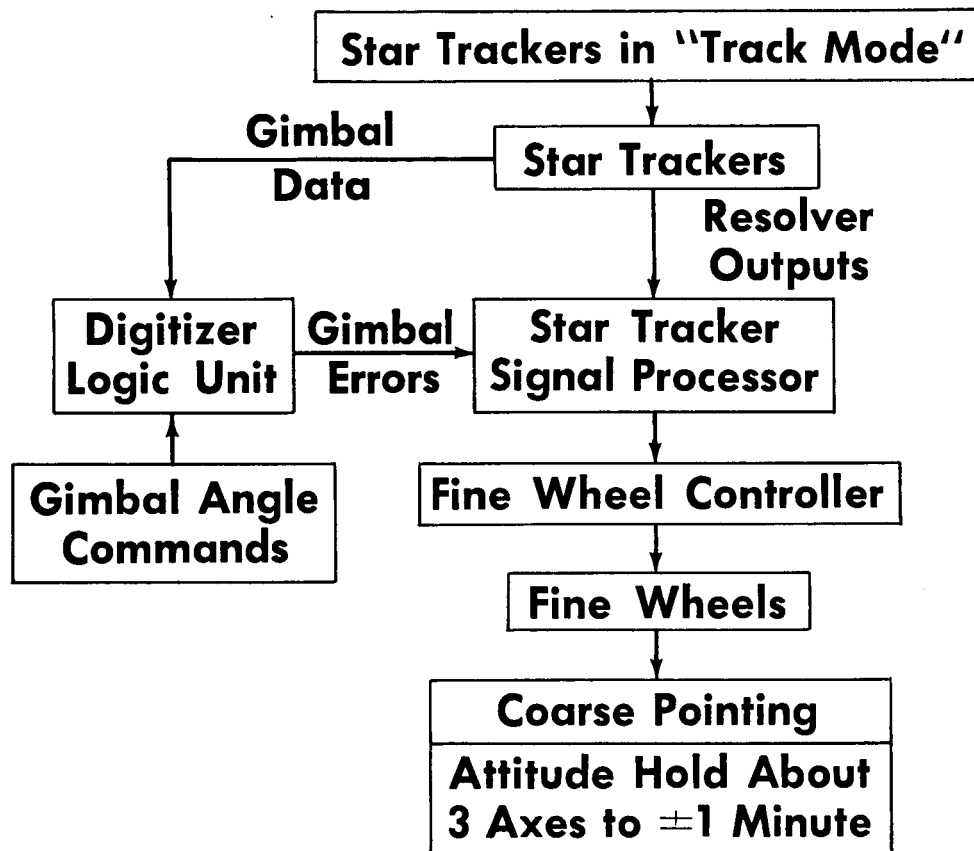 Star Trackers in "Track Mode"
Gimbal
Data
Star Trackers
Resolver
Outputs
Digitizer
Logic Unit
Gimbal
Errors
Star Tracker
Signal Processor
Gimbal Angle
Commands
Fine Wheel Controller
Fine Wheels
Coarse Pointing
Attitude Hold About
3 Axes to ±1 Minute